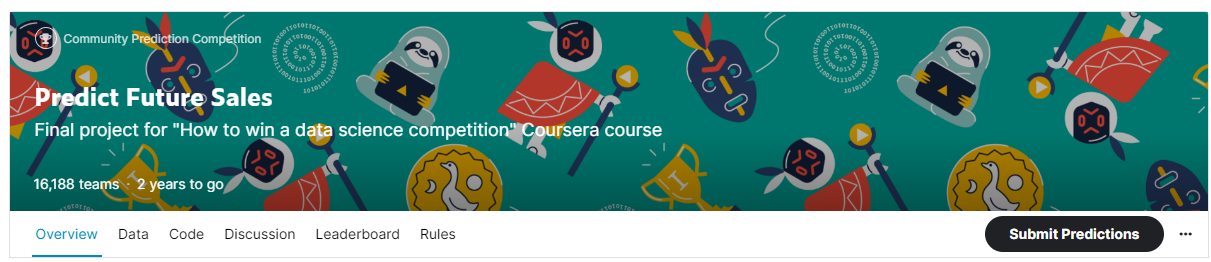 Community Prediction Competition
Predict Future Sales
Final project for "How to win a data science competition" Coursera course
16,188 teams · 2 years to go
Overview Data Code Discussion Leaderboard Rules Submit Predictions ...